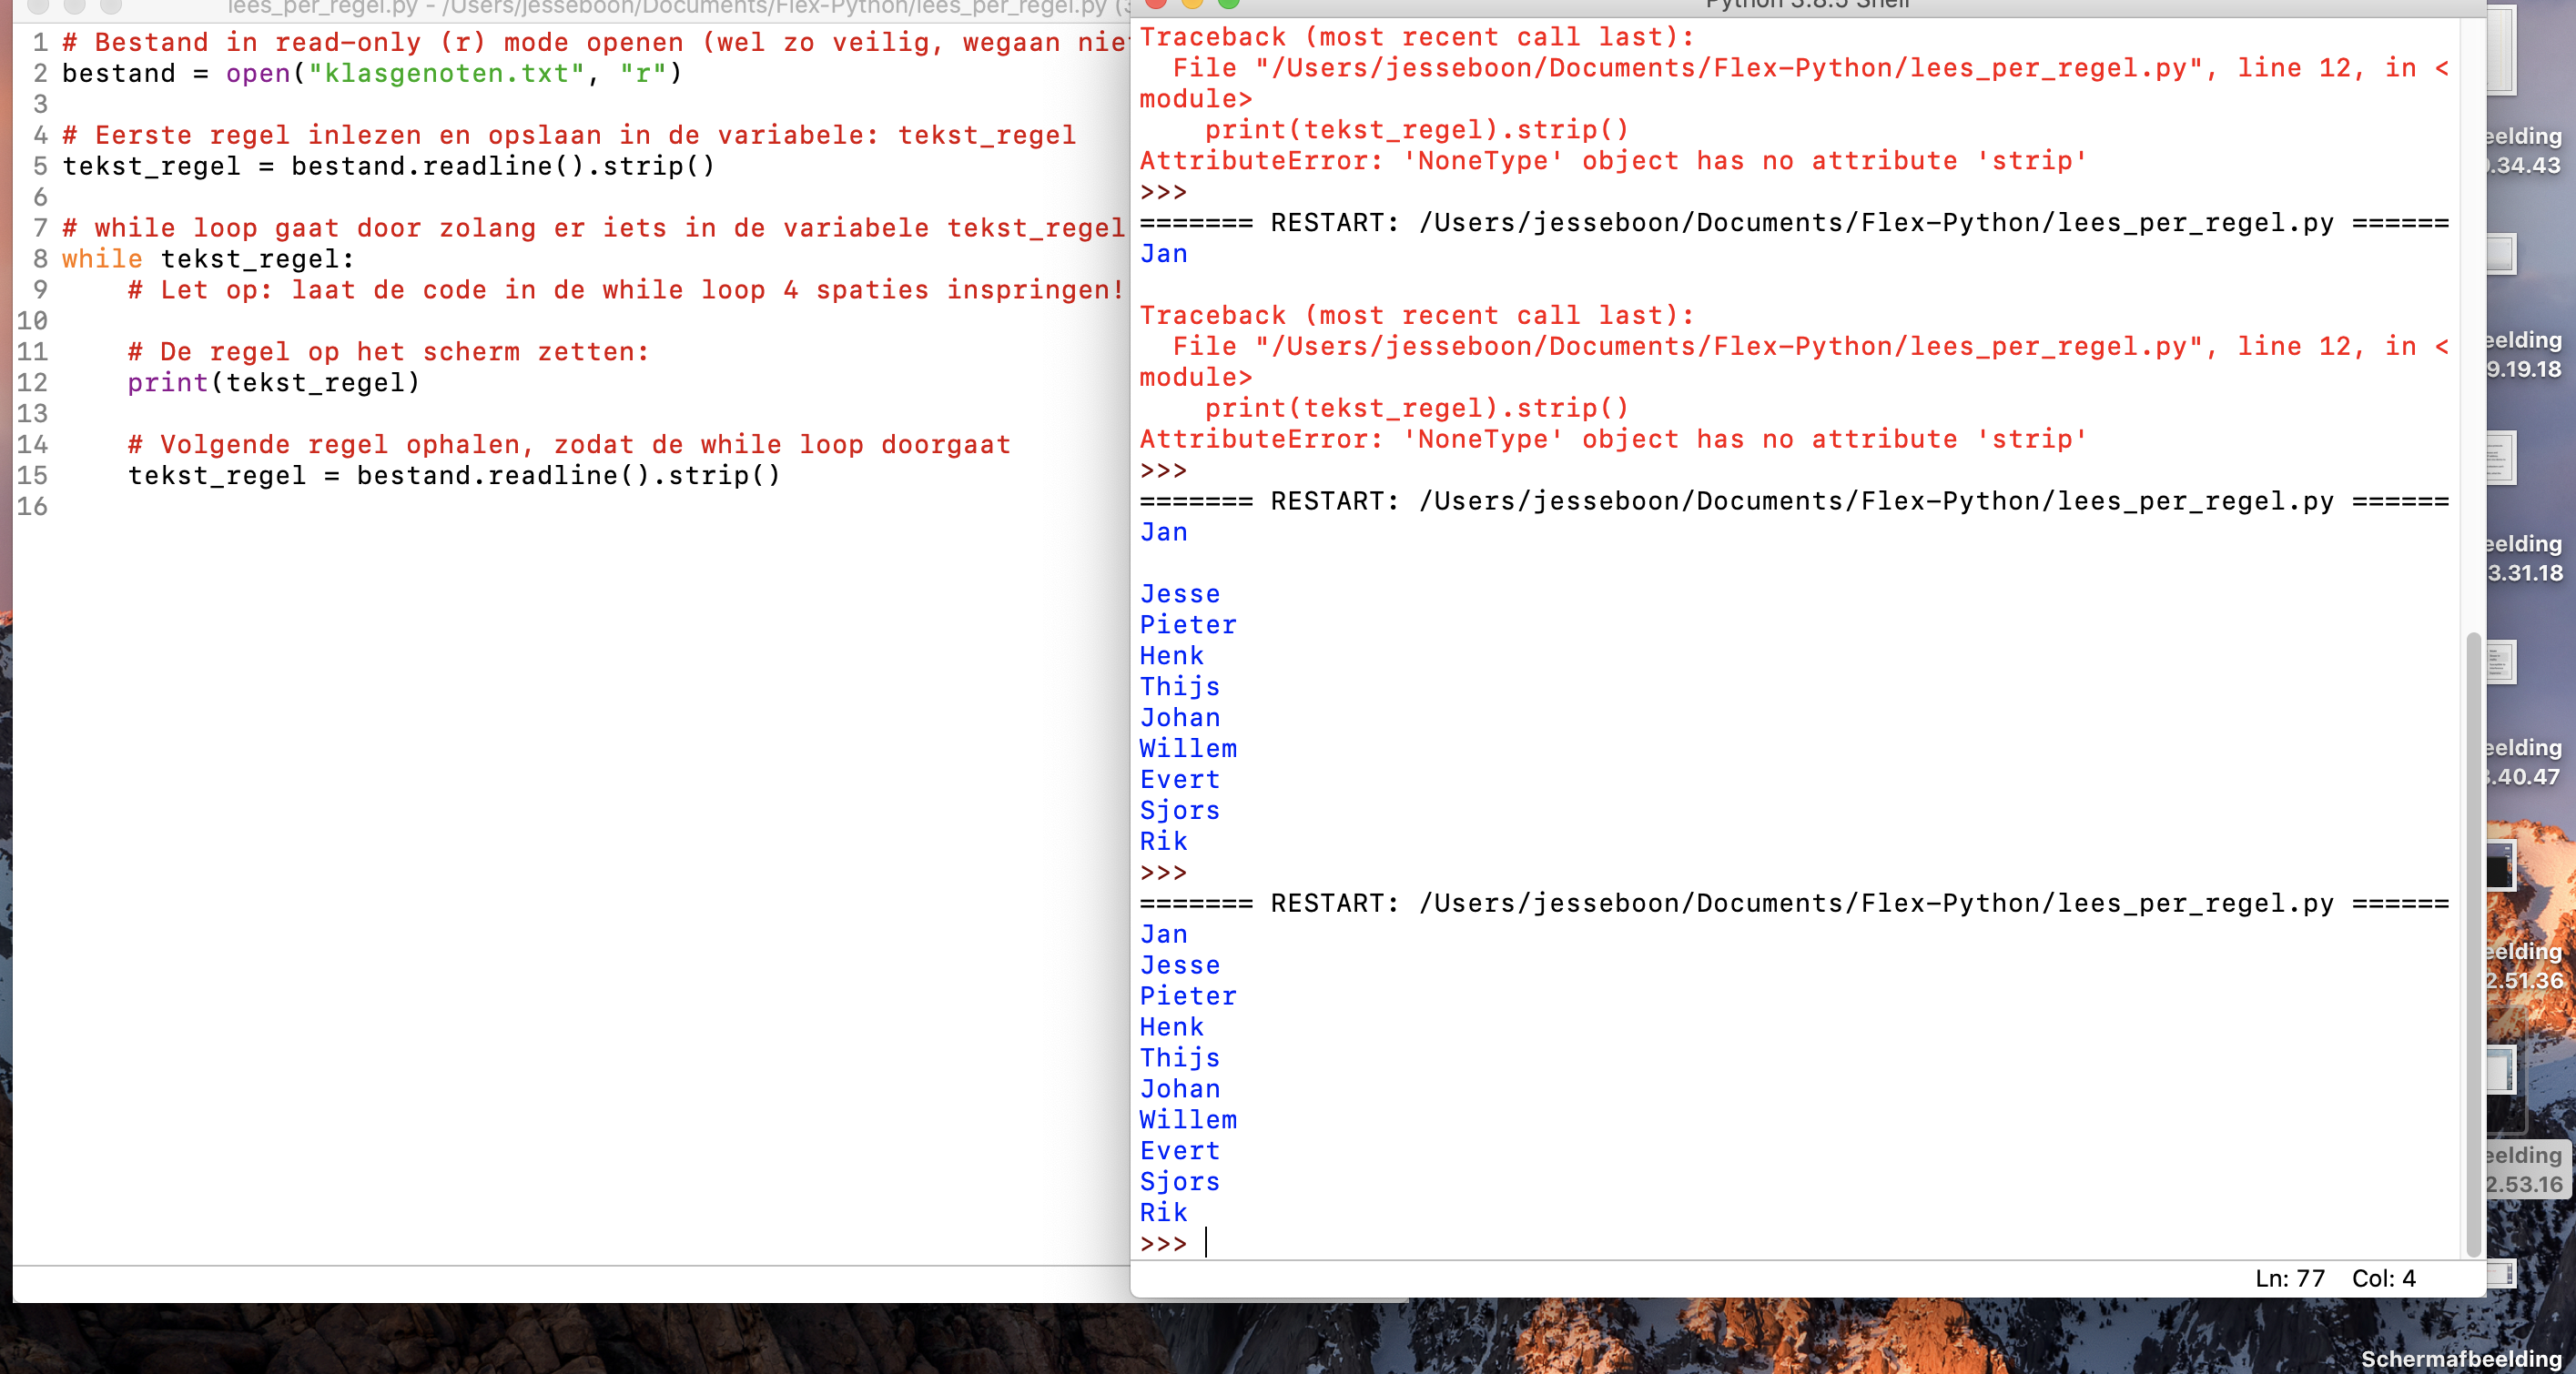 lees_per_regel.py - /Users/jesseboon/Documents/Flex-Python/lees_per_regel.py (3
1 # Bestand in read-only (r) mode openen (wel zo veilig, wegaan nie
2 bestand = open("klasgenoten.txt", "r")
3
4 # Eerste regel inlezen en opslaan in de variabele: tekst_regel
5 tekst_regel = bestand.readline().strip()
6
7 # while loop gaat door zolang er iets in de variabele tekst_regel
8 while tekst_regel:
9     # Let op: laat de code in de while loop 4 spaties inspringen!
10
11     # De regel op het scherm zetten:
12     print(tekst_regel)
13
14     # Volgende regel ophalen, zodat de while loop doorgaat
15     tekst_regel = bestand.readline().strip()
16
Python 3.8.5 Shell
Traceback (most recent call last):
  File "/Users/jesseboon/Documents/Flex-Python/lees_per_regel.py", line 12, in <
module>
    print(tekst_regel).strip()
AttributeError: 'NoneType' object has no attribute 'strip'
>>>
======= RESTART: /Users/jesseboon/Documents/Flex-Python/lees_per_regel.py ======
Jan
Traceback (most recent call last):
  File "/Users/jesseboon/Documents/Flex-Python/lees_per_regel.py", line 12, in <
module>
    print(tekst_regel).strip()
AttributeError: 'NoneType' object has no attribute 'strip'
>>>
======= RESTART: /Users/jesseboon/Documents/Flex-Python/lees_per_regel.py ======
Jan
Jesse
Pieter
Henk
Thijs
Johan
Willem
Evert
Sjors
Rik
>>>
======= RESTART: /Users/jesseboon/Documents/Flex-Python/lees_per_regel.py ======
Jan
Jesse
Pieter
Henk
Thijs
Johan
Willem
Evert
Sjors
Rik
>>>
Ln: 77 Col: 4
eelding
.34.43
eelding
9.19.18
eelding
3.31.18
eelding
3.40.47
eelding
2.51.36
eelding
2.53.16
Schermafbeelding